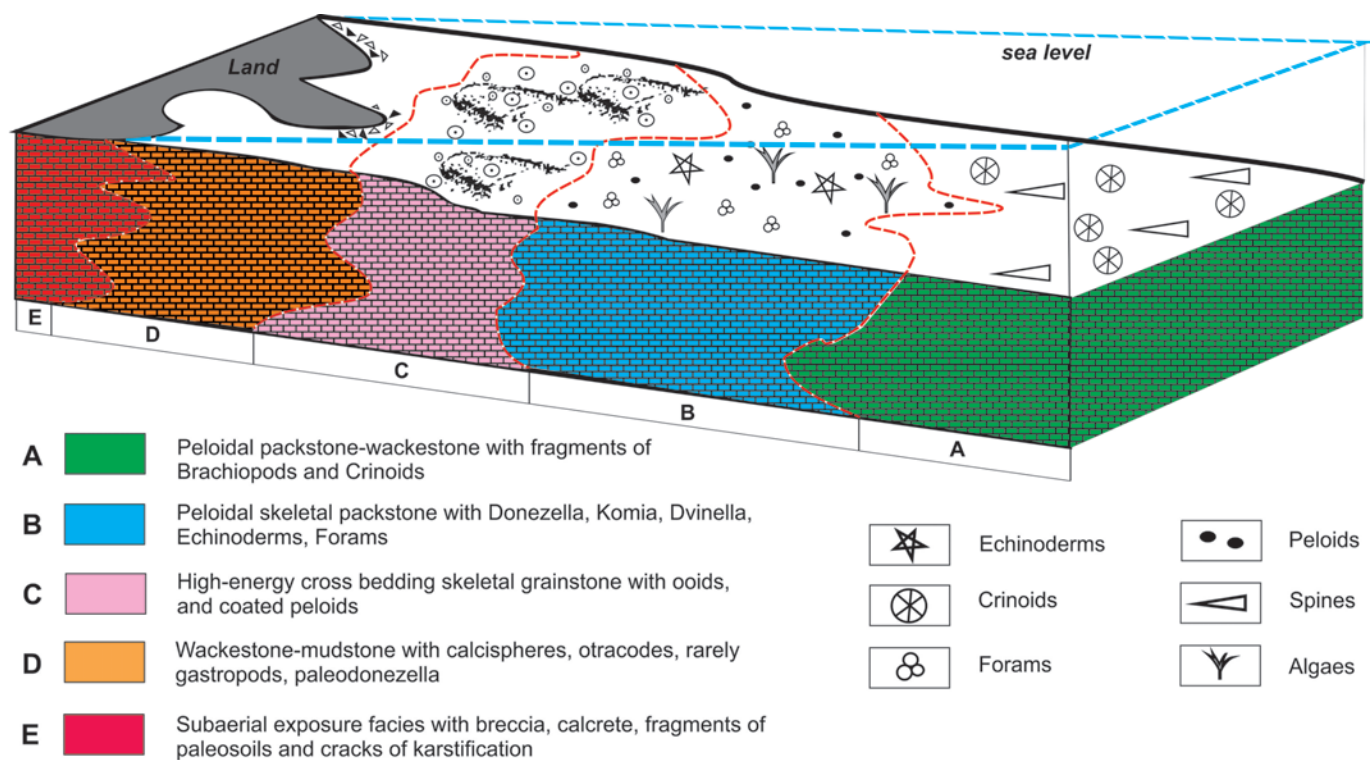 Land
sea level
E
D
C
B
A
A
Peloidal packstone-wackestone with fragments of
Brachiopods and Crinoids
B
Peloidal skeletal packstone with Donezella, Komia, Dvinella,
Echinoderms, Forams
C
High-energy cross bedding skeletal grainstone with ooids,
and coated peloids
D
Wackestone-mudstone with calcispheres, otracodes, rarely
gastropods, paleodonezella
E
Subaerial exposure facies with breccia, calcrete, fragments of
paleosoils and cracks of karstification
Echinoderms
Peloids
Crinoids
Spines
Forams
Algaes